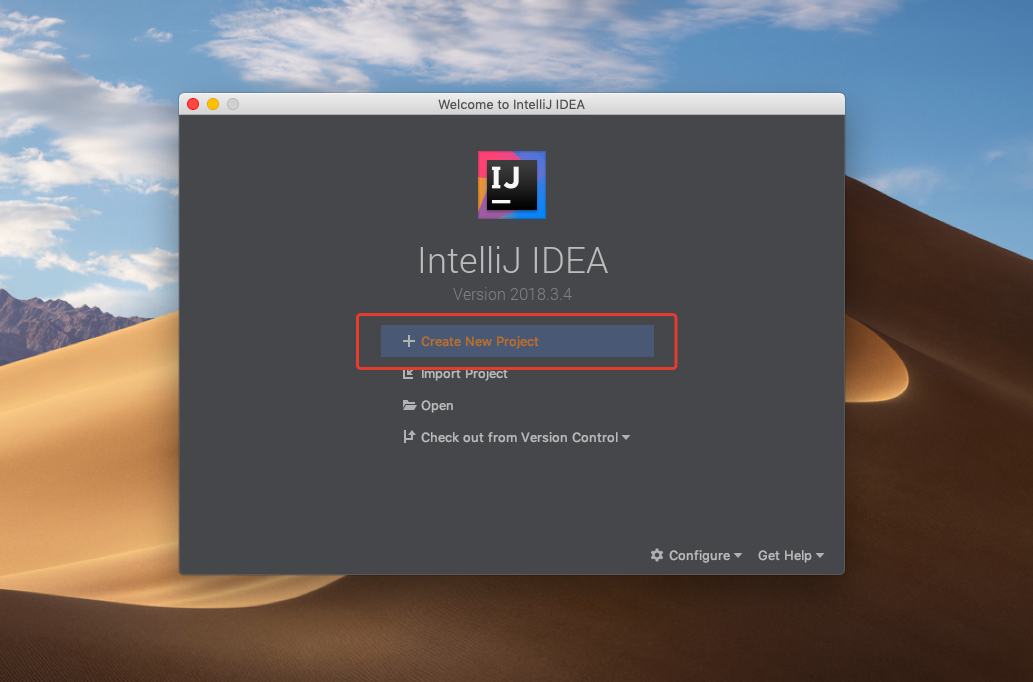 Welcome to IntelliJ IDEA
IJ
IntelliJ IDEA
Version 2018.3.4
Create New Project
Import Project
Open
Check out from Version Control
Configure
Get Help